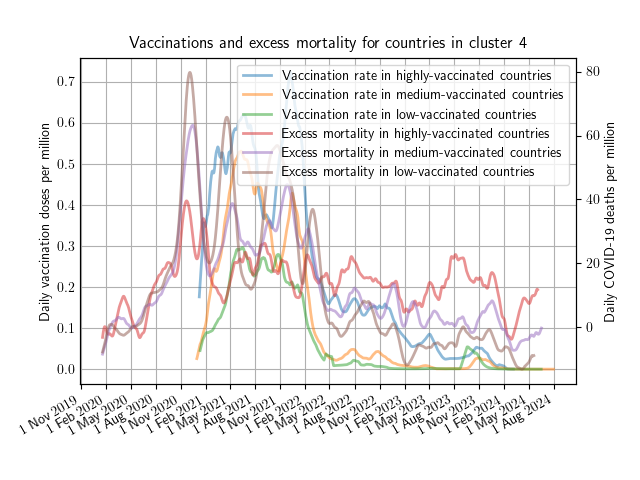 Vaccinations and excess mortality for countries in cluster 4
Vaccination rate in highly-vaccinated countries
Vaccination rate in medium-vaccinated countries
Vaccination rate in low-vaccinated countries
Excess mortality in highly-vaccinated countries
Excess mortality in medium-vaccinated countries
Excess mortality in low-vaccinated countries
Daily vaccination doses per million
0.7
0.6
0.5
0.4
0.3
0.2
0.1
0.0
80
60
40
20
0
Daily COVID-19 deaths per million
1 Nov 2019
1 Feb 2020
1 May 2020
1 Aug 2020
1 Nov 2020
1 Feb 2021
1 May 2021
1 Aug 2021
1 Nov 2021
1 Feb 2022
1 May 2022
1 Aug 2022
1 Nov 2022
1 Feb 2023
1 May 2023
1 Aug 2023
1 Nov 2023
1 Feb 2024
1 May 2024
1 Aug 2024